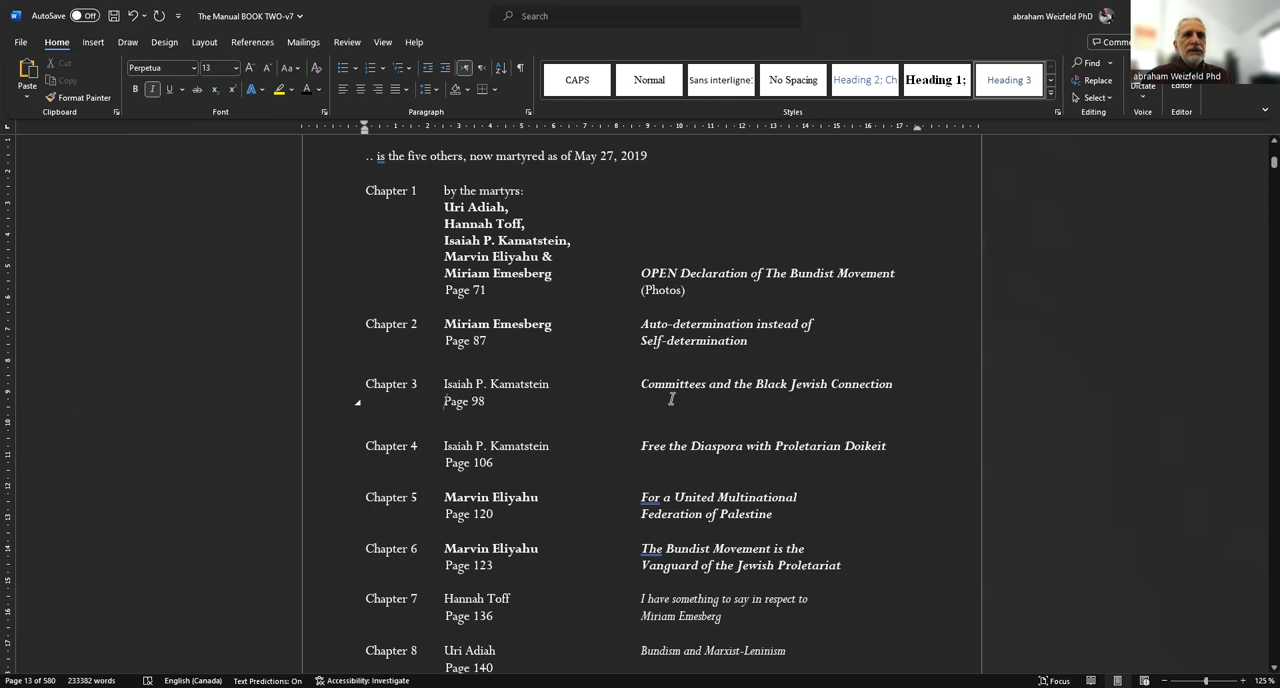 AutoSave Off The Manual BOOK TWO-v7 Search abraham Weizfeld PhD
File Home Insert Draw Design Layout References Mailings Review View Help
Comme
abraham Weizfeld Phd
Paste Cut Copy Format Painter
Perpetua 13
CAPS Normal Sans interligne; No Spacing Heading 2; Ch Heading 1; Heading 3
Find Replace Select
Dictate Editor
Clipboard Font Paragraph Styles Editing Voice Editor
.. is the five others, now martyred as of May 27, 2019
Chapter 1 by the martyrs:
Uri Adiah,
Hannah Toff,
Isaiah P. Kamatstein,
Marvin Eliyahu &
Miriam Emesberg OPEN Declaration of The Bundist Movement
Page 71 (Photos)
Chapter 2 Miriam Emesberg Auto-determination instead of
Page 87 Self-determination
Chapter 3 Isaiah P. Kamatstein Committees and the Black Jewish Connection
Page 98
Chapter 4 Isaiah P. Kamatstein Free the Diaspora with Proletarian Doikeit
Page 106
Chapter 5 Marvin Eliyahu For a United Multinational
Page 120 Federation of Palestine
Chapter 6 Marvin Eliyahu The Bundist Movement is the
Page 123 Vanguard of the Jewish Proletariat
Chapter 7 Hannah Toff I have something to say in respect to
Page 136 Miriam Emesberg
Chapter 8 Uri Adiah Bundism and Marxist-Leninism
Page 140
Page 13 of 580 233382 words English (Canada) Text Predictions: On Accessibility: Investigate Focus 125 %